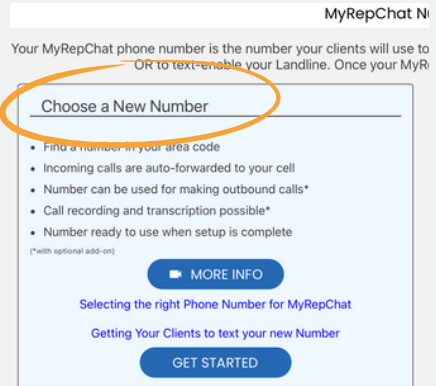 MyRepChat
Your MyRepChat phone number is the number your clients will use to
OR to text-enable your Landline. Once your
Choose a New Number
• Find a number in your area code
• Incoming calls are auto-forwarded to your cell
• Number can be used for making outbound calls*
• Call recording and transcription possible*
• Number ready to use when setup is complete
(*with optional add-on)
MORE INFO
Selecting the right Phone Number for MyRepChat
Getting Your Clients to text your new Number
GET STARTED